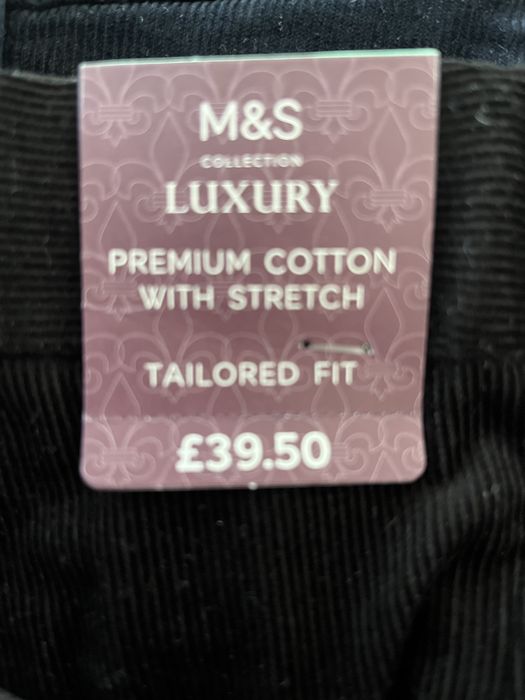 M&S
COLLECTION
LUXURY
PREMIUM COTTON
WITH STRETCH
TAILORED FIT
£39.50